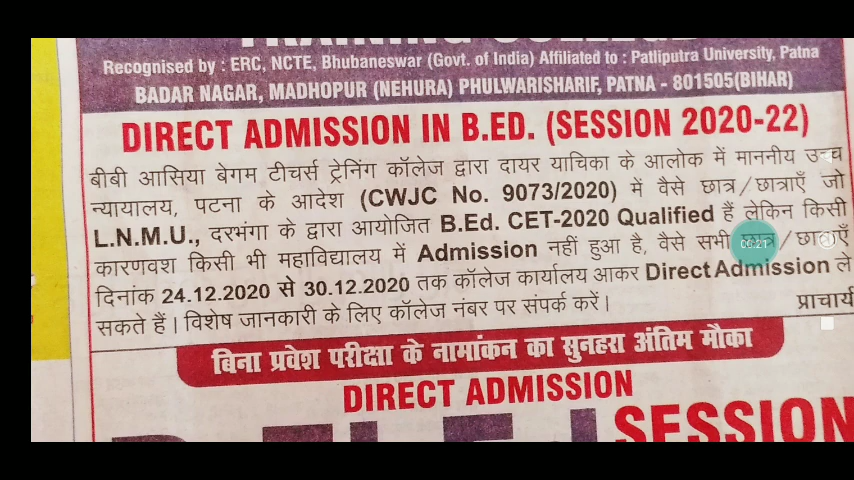 TRAINING COLLEGE
Recognised by : ERC, NCTE, Bhubaneswar (Govt. of India) Affiliated to : Patliputra University, Patna
BADAR NAGAR, MADHOPUR (NEHURA) PHULWARISHARIF, PATNA - 801505(BIHAR)
DIRECT ADMISSION IN B.ED. (SESSION 2020-22)
बीबी आसिया बेगम टीचर्स ट्रेनिंग कॉलेज द्वारा दायर याचिका के आलोक में माननीय उच्च
न्यायालय, पटना के आदेश (CWJC No. 9073/2020) में वैसे छात्र/छात्राएँ जो
L.N.M.U., दरभंगा के द्वारा आयोजित B.Ed. CET-2020 Qualified हैं लेकिन किसी
कारणवश किसी भी महाविद्यालय में Admission नहीं हुआ है, वैसे सभी छात्र/छात्राएँ
06:21
दिनांक 24.12.2020 से 30.12.2020 तक कॉलेज कार्यालय आकर Direct Admission ले
सकते हैं। विशेष जानकारी के लिए कॉलेज नंबर पर संपर्क करें।
प्राचार्य
बिना प्रवेश परीक्षा के नामांकन का सुनहरा अंतिम मौका
DIRECT ADMISSION
SESSION